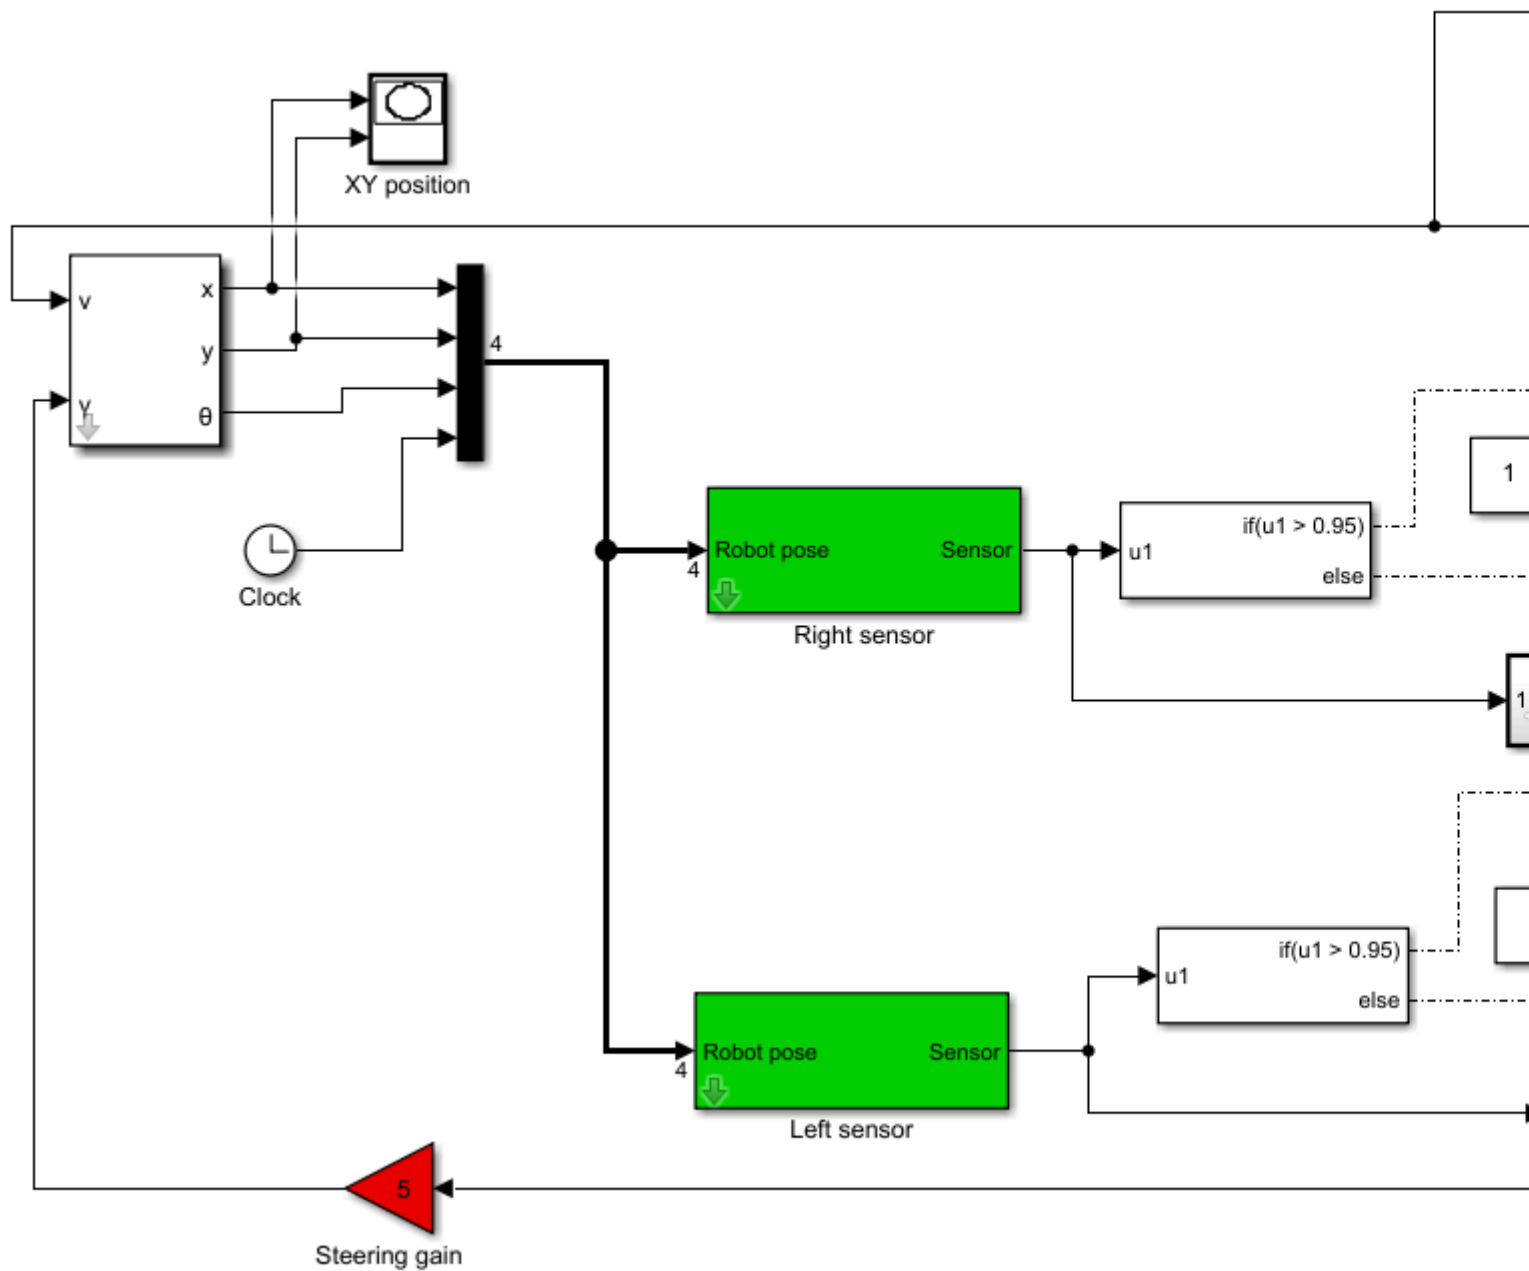 XY position
v
x
y
γ
θ
4
Clock
Robot pose
Sensor
4
Right sensor
u1
if(u1 > 0.95)
else
1
1
u1
if(u1 > 0.95)
else
Robot pose
Sensor
4
Left sensor
5
Steering gain